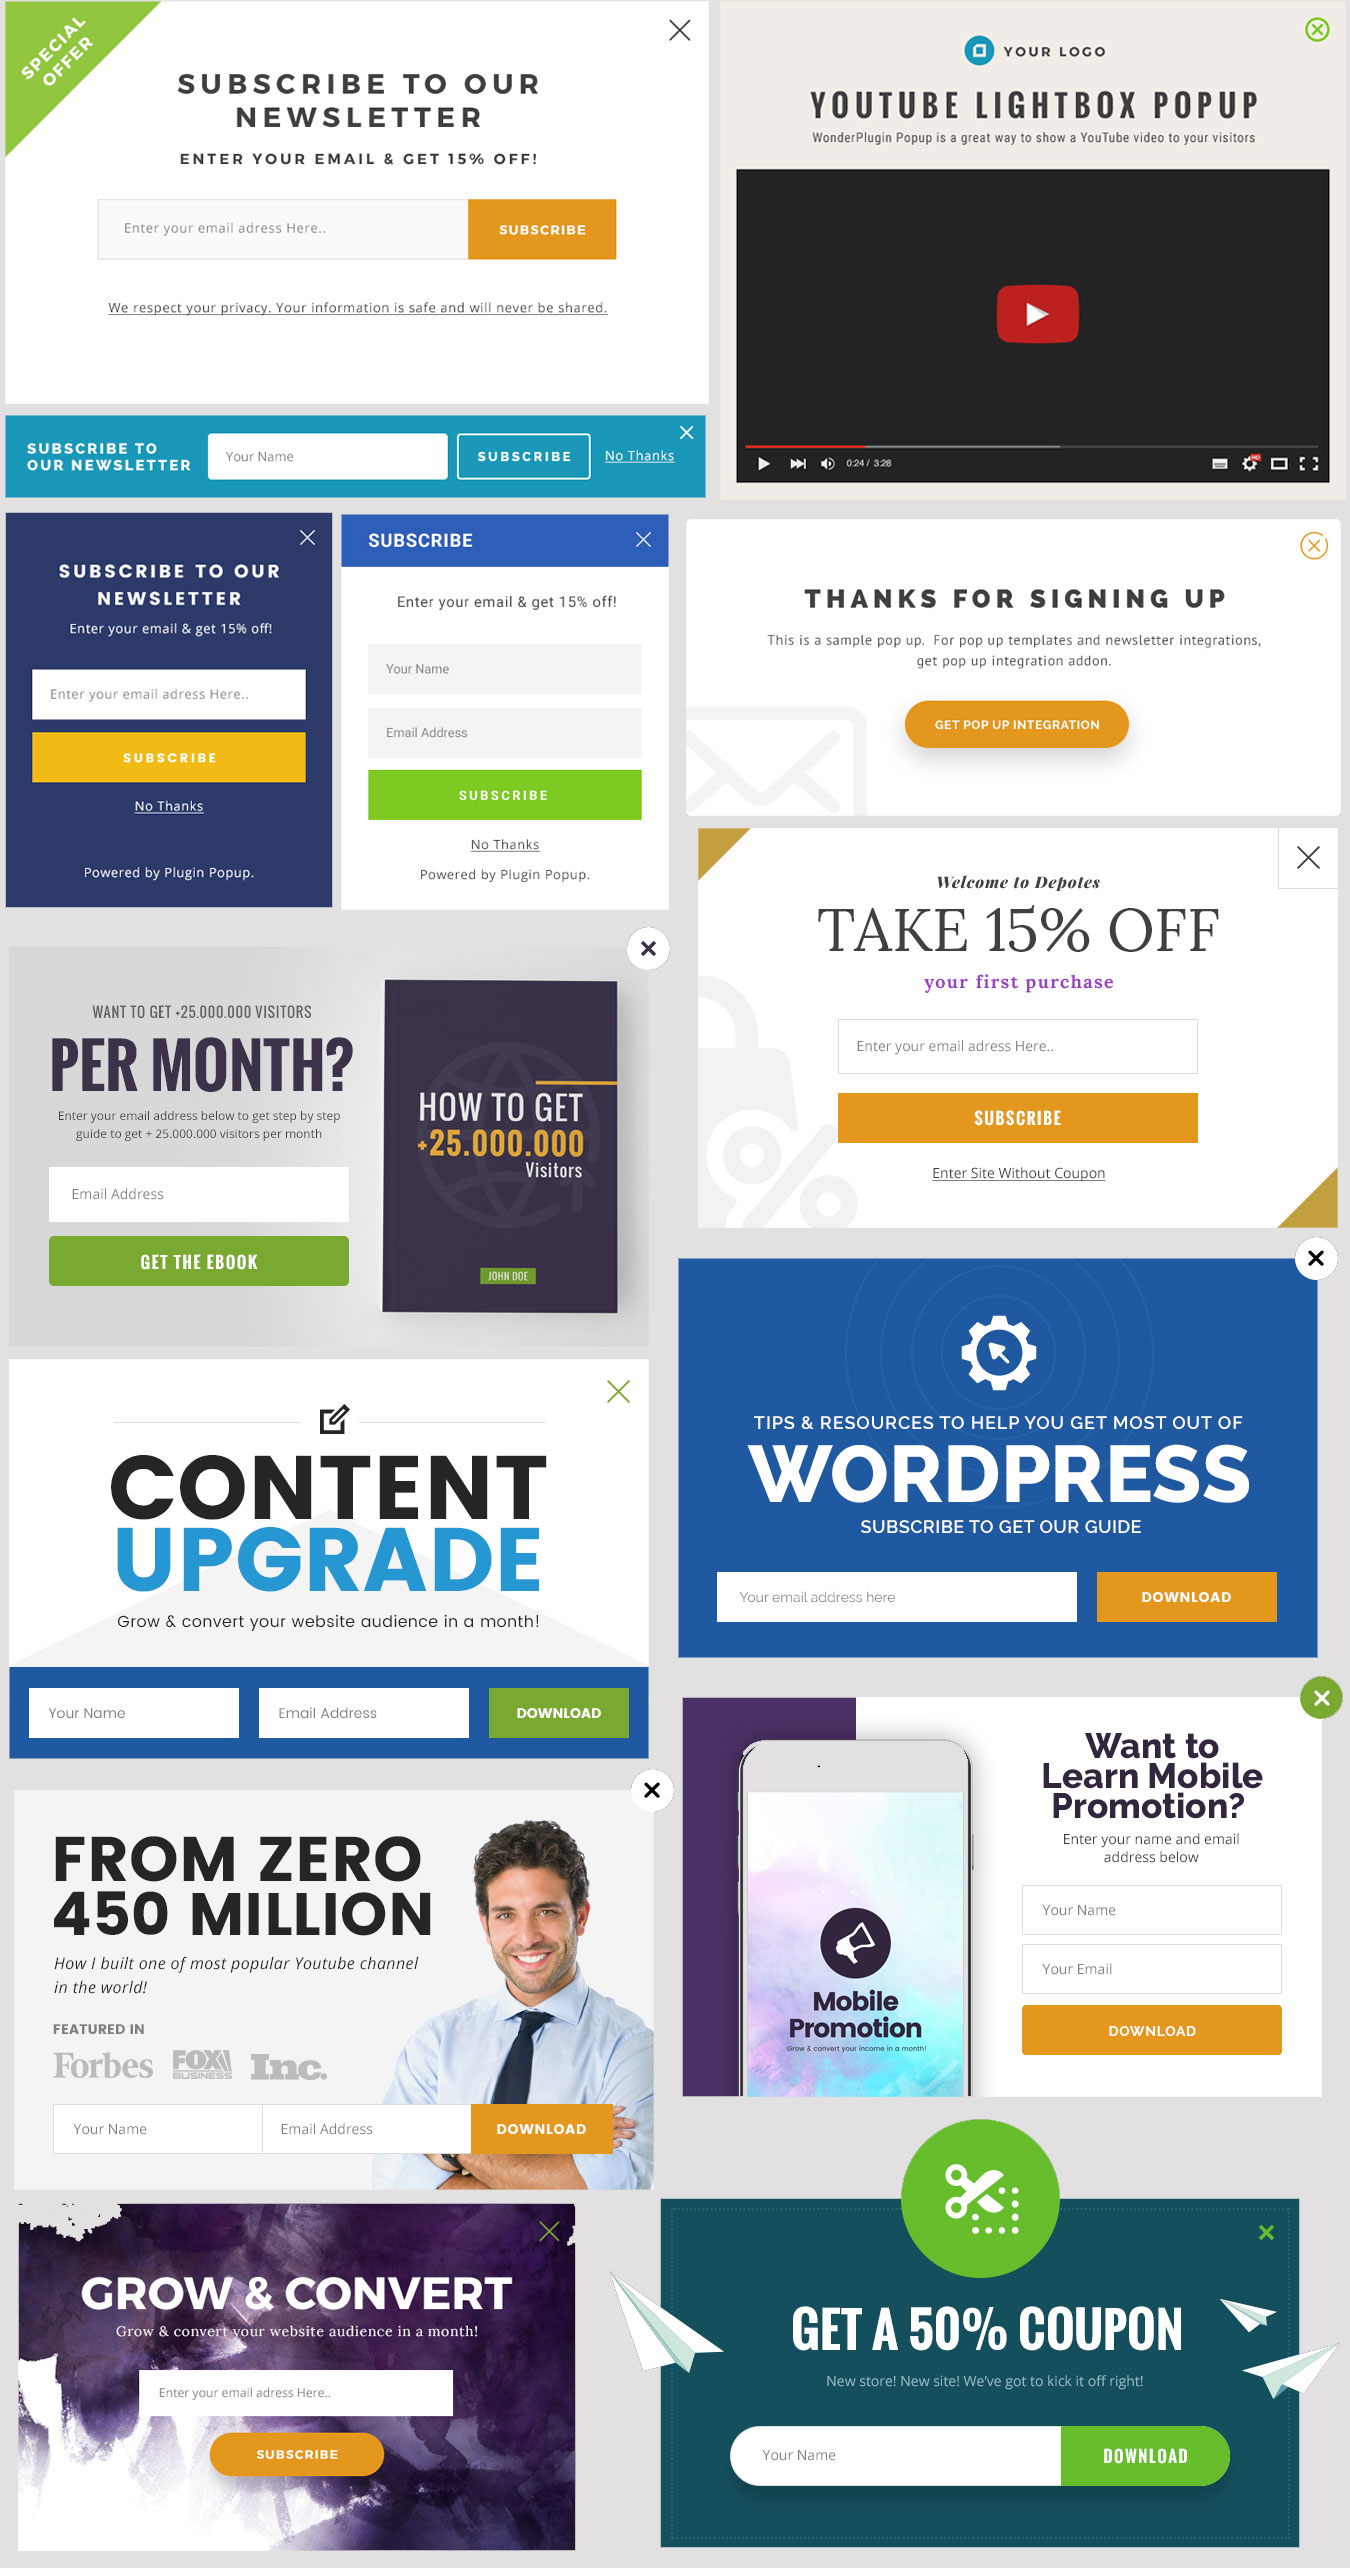 SPECIAL
OFFER
SUBSCRIBE TO OUR
NEWSLETTER
ENTER YOUR EMAIL & GET 15% OFF!
Enter your email adress Here..
SUBSCRIBE
We respect your privacy. Your information is safe and will never be shared.
YOUR LOGO
YOUTUBE LIGHTBOX POPUP
WonderPlugin Popup is a great way to show a YouTube video to your visitors
0:24 / 3:28
HD
SUBSCRIBE TO
OUR NEWSLETTER
Your Name
SUBSCRIBE
No Thanks
SUBSCRIBE TO OUR
NEWSLETTER
Enter your email & get 15% off!
Enter your email adress Here..
SUBSCRIBE
No Thanks
Powered by Plugin Popup.
SUBSCRIBE
Enter your email & get 15% off!
Your Name
Email Address
SUBSCRIBE
No Thanks
Powered by Plugin Popup.
THANKS FOR SIGNING UP
This is a sample pop up. For pop up templates and newsletter integrations,
get pop up integration addon.
GET POP UP INTEGRATION
Welcome to Depotes
TAKE 15% OFF
your first purchase
Enter your email adress Here..
SUBSCRIBE
Enter Site Without Coupon
WANT TO GET +25.000.000 VISITORS
PER MONTH?
Enter your email address below to get step by step
guide to get + 25.000.000 visitors per month
Email Address
GET THE EBOOK
HOW TO GET
+25.000.000
Visitors
JOHN DOE
TIPS & RESOURCES TO HELP YOU GET MOST OUT OF
WORDPRESS
SUBSCRIBE TO GET OUR GUIDE
Your email address here
DOWNLOAD
CONTENT
UPGRADE
Grow & convert your website audience in a month!
Your Name
Email Address
DOWNLOAD
Want to
Learn Mobile
Promotion?
Enter your name and email
address below
Your Name
Your Email
DOWNLOAD
Mobile
Promotion
Grow & convert your income in a month!
FROM ZERO
450 MILLION
How I built one of most popular Youtube channel
in the world!
FEATURED IN
Forbes
FOX
BUSINESS
Inc.
Your Name
Email Address
DOWNLOAD
GROW & CONVERT
Grow & convert your website audience in a month!
Enter your email adress Here..
SUBSCRIBE
GET A 50% COUPON
New store! New site! We've got to kick it off right!
Your Name
DOWNLOAD